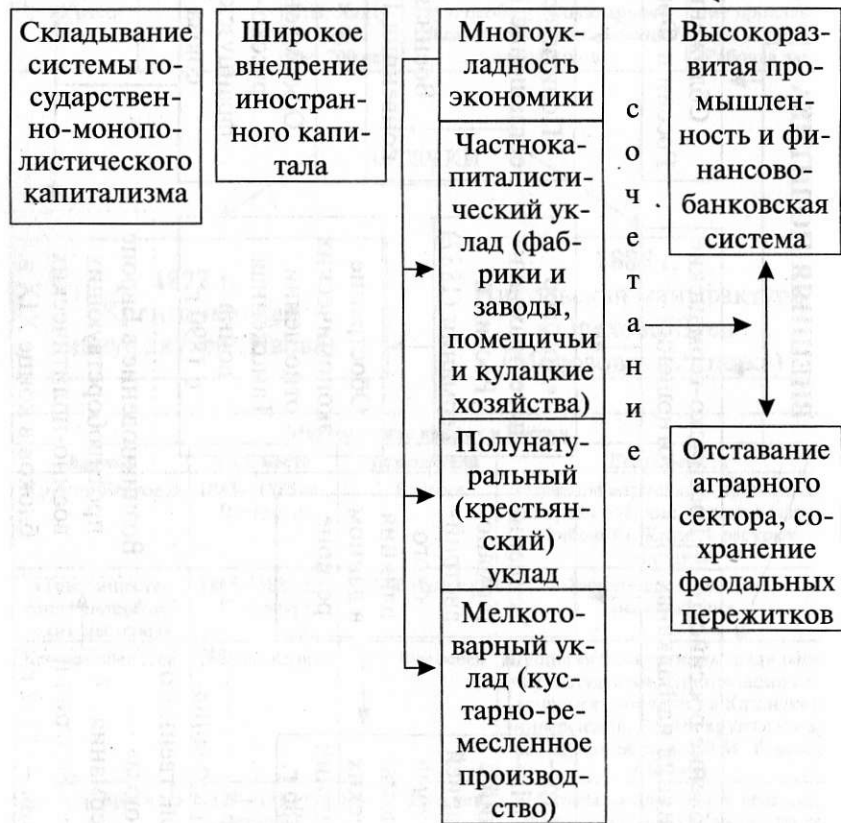 Складывание
системы го-
сударствен-
но-монопо-
листического
капитализма
Широкое
внедрение
иностран-
ного капи-
тала
Многоук-
ладность
экономики
Частнока-
питалисти-
ческий ук-
лад (фаб-
рики и
заводы,
помещичьи
и кулацкие
хозяйства)
Полунату-
ральный
(крестьян-
ский)
уклад
Мелкото-
варный ук-
лад (кус-
тарно-ре-
месленное
производ-
ство)
с
о
ч
е
т
а
н
и
е
Высокораз-
витая про-
мышлен-
ность и фи-
нансово-
банковская
система
Отставание
аграрного
сектора, со-
хранение
феодальных
пережитков